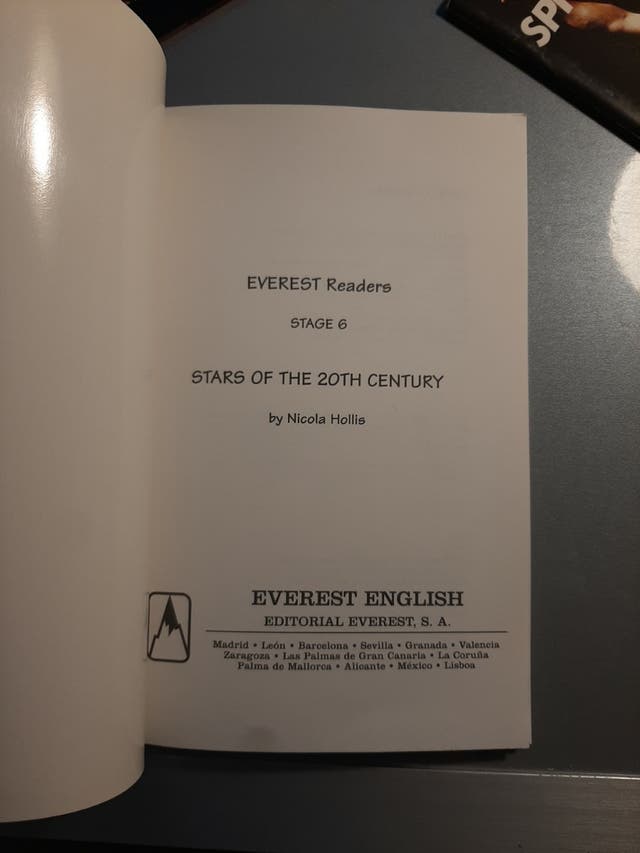 SPI
EVEREST Readers
STAGE 6
STARS OF THE 20TH CENTURY
by Nicola Hollis
EVEREST ENGLISH
EDITORIAL EVEREST, S. A.
Madrid • León • Barcelona • Sevilla • Granada • Valencia
Zaragoza • Las Palmas de Gran Canaria • La Coruña
Palma de Mallorca • Alicante • México • Lisboa